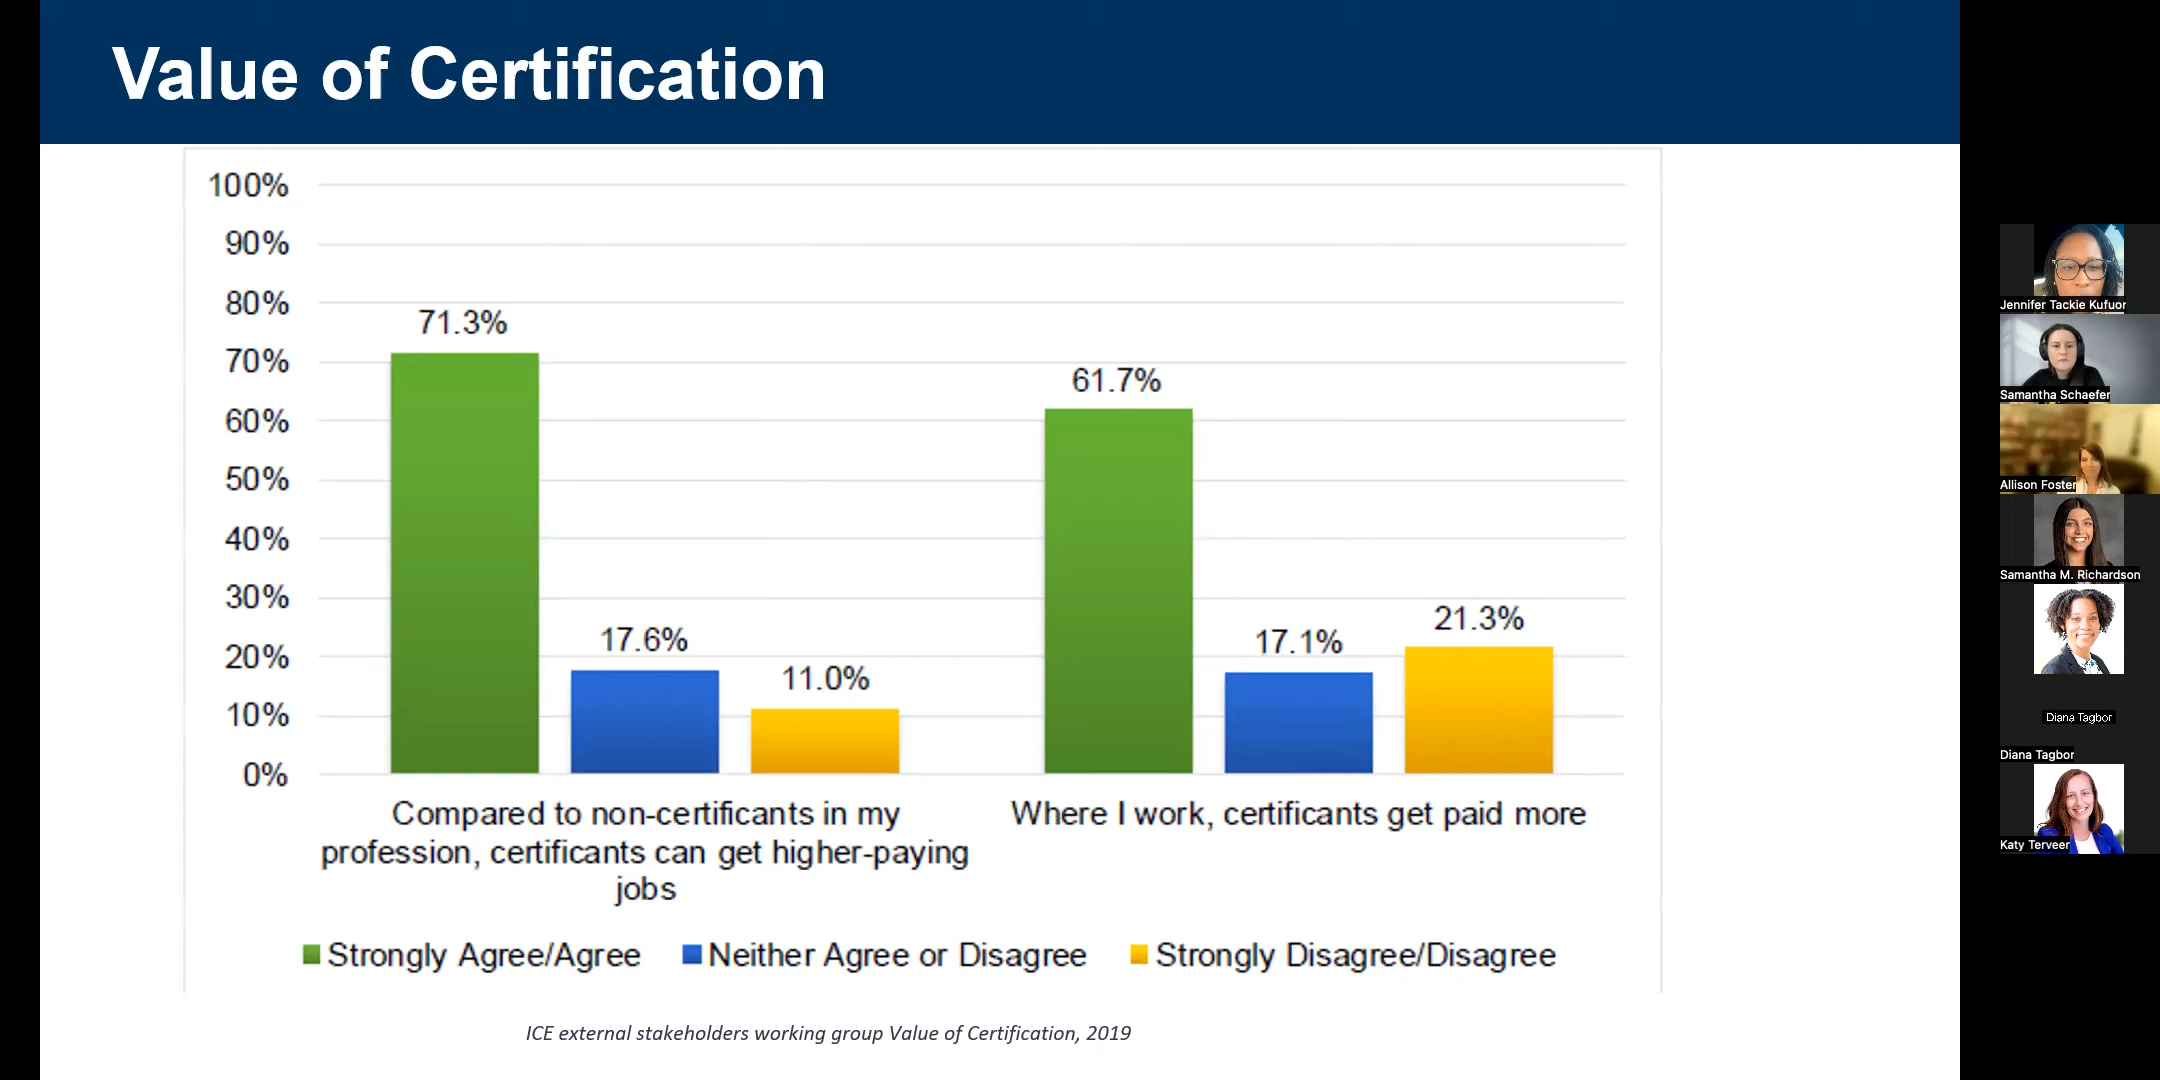 Value of Certification
100%
90%
80%
70%
60%
50%
40%
30%
20%
10%
0%
71.3%
17.6%
11.0%
61.7%
17.1%
21.3%
Compared to non-certificants in my
profession, certificants can get higher-paying
jobs
Where I work, certificants get paid more
Strongly Agree/Agree
Neither Agree or Disagree
Strongly Disagree/Disagree
ICE external stakeholders working group Value of Certification, 2019
Jennifer Tackie Kufuor
Samantha Schaefer
Allison Foster
Samantha M. Richardson
Diana Tagbor
Diana Tagbor
Katy Terveer